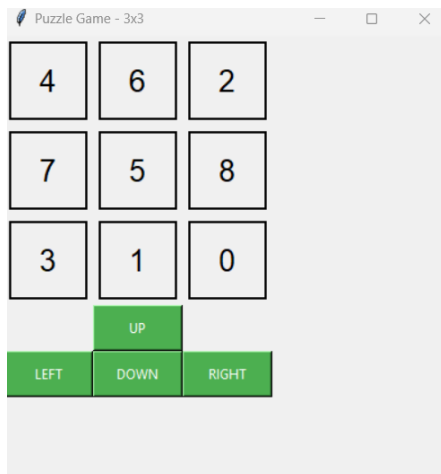 Puzzle Game - 3x3
4 6 2
7 5 8
3 1 0
UP
LEFT DOWN RIGHT